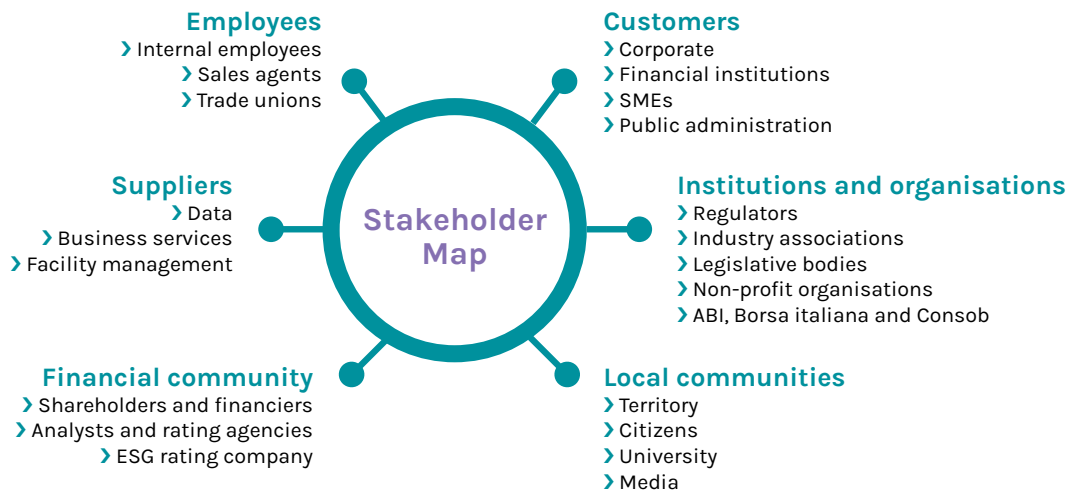 Employees
❯ Internal employees
❯ Sales agents
❯ Trade unions
Customers
❯ Corporate
❯ Financial institutions
❯ SMEs
❯ Public administration
Suppliers
❯ Data
❯ Business services
❯ Facility management
Stakeholder
Map
Institutions and organisations
❯ Regulators
❯ Industry associations
❯ Legislative bodies
❯ Non-profit organisations
❯ ABI, Borsa italiana and Consob
Financial community
❯ Shareholders and financiers
❯ Analysts and rating agencies
❯ ESG rating company
Local communities
❯ Territory
❯ Citizens
❯ University
❯ Media